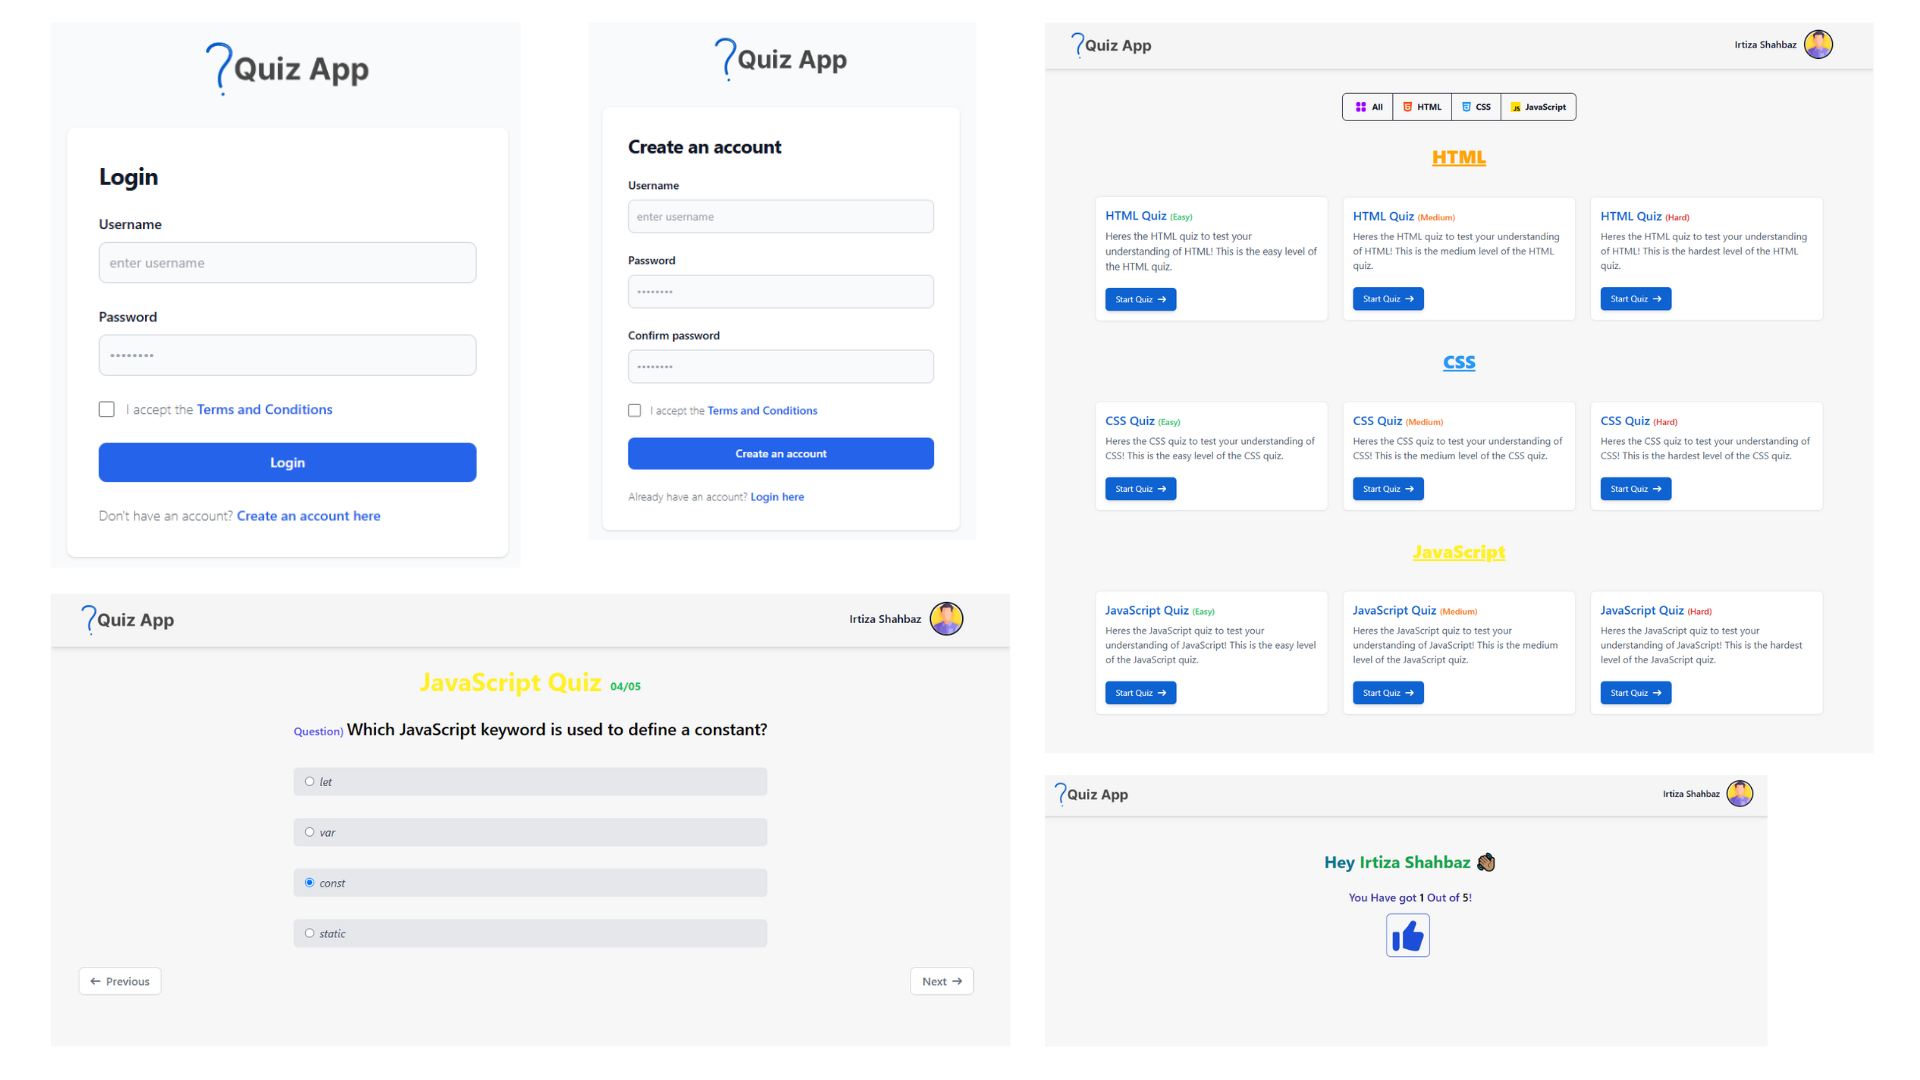 Quiz App
Login
Username
enter username
Password
••••••••
I accept the Terms and Conditions
Login
Don't have an account? Create an account here
Quiz App
Create an account
Username
enter username
Password
••••••••
Confirm password
••••••••
I accept the Terms and Conditions
Create an account
Already have an account? Login here
Quiz App
Irtiza Shahbaz
All
HTML
CSS
JS JavaScript
HTML
HTML Quiz (Easy)
Heres the HTML quiz to test your
understanding of HTML! This is the easy level of
the HTML quiz.
Start Quiz →
HTML Quiz (Medium)
Heres the HTML quiz to test your understanding
of HTML! This is the medium level of the HTML
quiz.
Start Quiz →
HTML Quiz (Hard)
Heres the HTML quiz to test your understanding
of HTML! This is the hardest level of the HTML
quiz.
Start Quiz →
CSS
CSS Quiz (Easy)
Heres the CSS quiz to test your understanding of
CSS! This is the easy level of the CSS quiz.
Start Quiz →
CSS Quiz (Medium)
Heres the CSS quiz to test your understanding of
CSS! This is the medium level of the CSS quiz.
Start Quiz →
CSS Quiz (Hard)
Heres the CSS quiz to test your understanding of
CSS! This is the hardest level of the CSS quiz.
Start Quiz →
JavaScript
JavaScript Quiz (Easy)
Heres the JavaScript quiz to test your
understanding of JavaScript! This is the easy level
of the JavaScript quiz.
Start Quiz →
JavaScript Quiz (Medium)
Heres the JavaScript quiz to test your
understanding of JavaScript! This is the medium
level of the JavaScript quiz.
Start Quiz →
JavaScript Quiz (Hard)
Heres the JavaScript quiz to test your
understanding of JavaScript! This is the hardest
level of the JavaScript quiz.
Start Quiz →
Quiz App
Irtiza Shahbaz
JavaScript Quiz 04/05
Question) Which JavaScript keyword is used to define a constant?
let
var
const
static
← Previous
Next →
Quiz App
Irtiza Shahbaz
Hey Irtiza Shahbaz 👋🏽
You Have got 1 Out of 5!